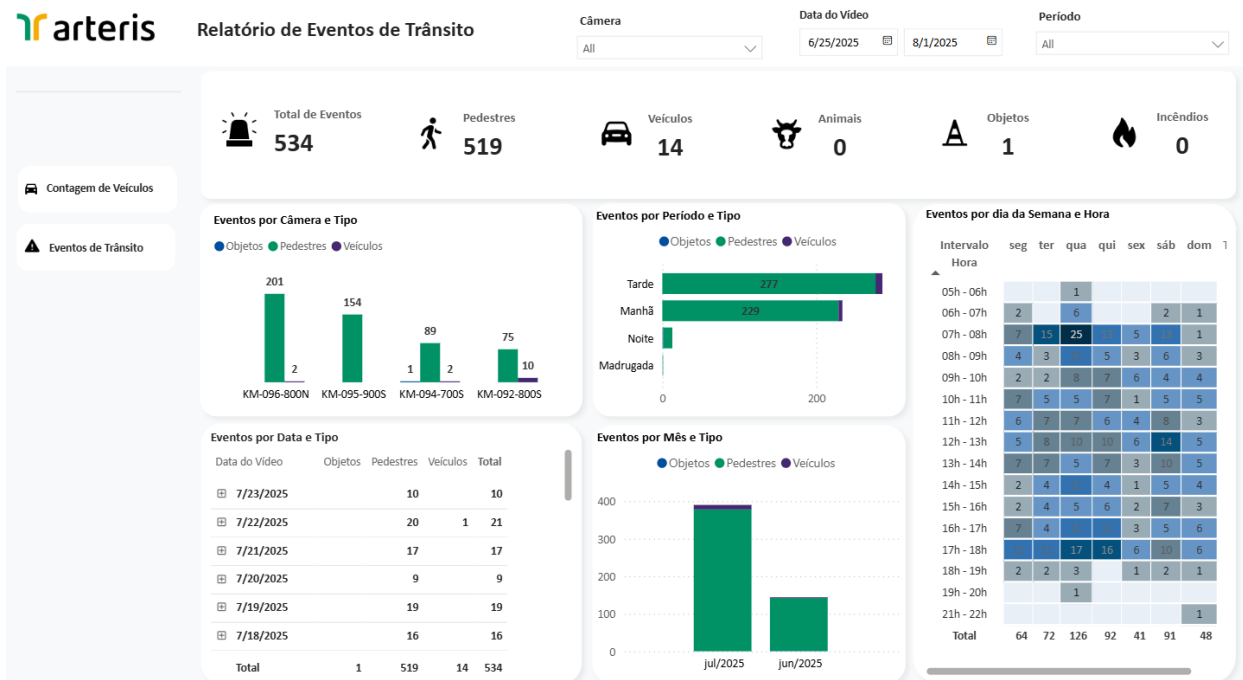 arteris
Relatório de Eventos de Trânsito
Câmera
All
Data do Vídeo
6/25/2025 8/1/2025
Período
All
Contagem de Veículos
Eventos de Trânsito
Total de Eventos
534
Pedestres
519
Veículos
14
Animais
0
Objetos
1
Incêndios
0
Eventos por Câmera e Tipo
Objetos Pedestres Veículos
201 2 154 1 89 2 75 10
KM-096-800N KM-095-900S KM-094-700S KM-092-800S
Eventos por Período e Tipo
Objetos Pedestres Veículos
Tarde 277
Manhã 229
Noite
Madrugada
0 200
Eventos por dia da Semana e Hora
Intervalo Hora seg ter qua qui sex sáb dom
05h - 06h 1
06h - 07h 2 6 2 1
07h - 08h 7 15 25 5 1
08h - 09h 4 3 5 3 6 3
09h - 10h 2 2 8 7 6 4 4
10h - 11h 7 5 5 7 1 5 5
11h - 12h 6 7 7 6 4 8 3
12h - 13h 5 8 10 10 6 14 5
13h - 14h 7 7 5 7 3 10 5
14h - 15h 2 4 4 1 5 4
15h - 16h 2 4 5 6 2 7 3
16h - 17h 7 4 3 5 6
17h - 18h 17 16 6 10 6
18h - 19h 2 2 3 1 2 1
19h - 20h 1
21h - 22h 1
Total 64 72 126 92 41 91 48
Eventos por Data e Tipo
Data do Vídeo Objetos Pedestres Veículos Total
7/23/2025 10 10
7/22/2025 20 1 21
7/21/2025 17 17
7/20/2025 9 9
7/19/2025 19 19
7/18/2025 16 16
Total 1 519 14 534
Eventos por Mês e Tipo
Objetos Pedestres Veículos
400
300
200
100
0
jul/2025 jun/2025